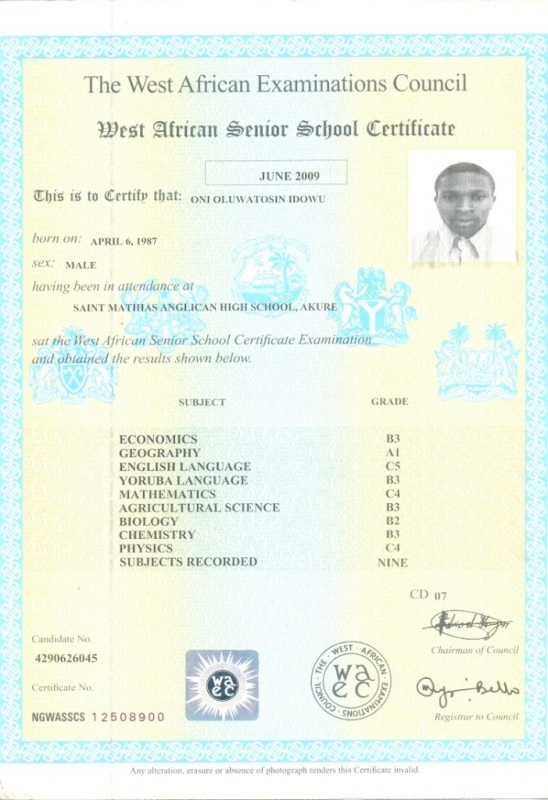 The West African Examinations Council
West African Senior School Certificate
JUNE 2009
This is to Certify that: ONI OLUWATOSIN IDOWU
born on: APRIL 6, 1987
sex: MALE
having been in attendance at
SAINT MATHIAS ANGLICAN HIGH SCHOOL, AKURE
sat the West African Senior School Certificate Examination
and obtained the results shown below.
SUBJECT GRADE
ECONOMICS B3
GEOGRAPHY A1
ENGLISH LANGUAGE C5
YORUBA LANGUAGE B3
MATHEMATICS C4
AGRICULTURAL SCIENCE B3
BIOLOGY B2
CHEMISTRY B3
PHYSICS C4
SUBJECTS RECORDED NINE
CD 07
Candidate No.
4290626045
Chairman of Council
Certificate No.
NGWASSCS 12508900
waec
THE WEST AFRICAN EXAMINATIONS COUNCIL
waec
Registrar to Council
Any alteration, erasure or absence of photograph renders this Certificate invalid.